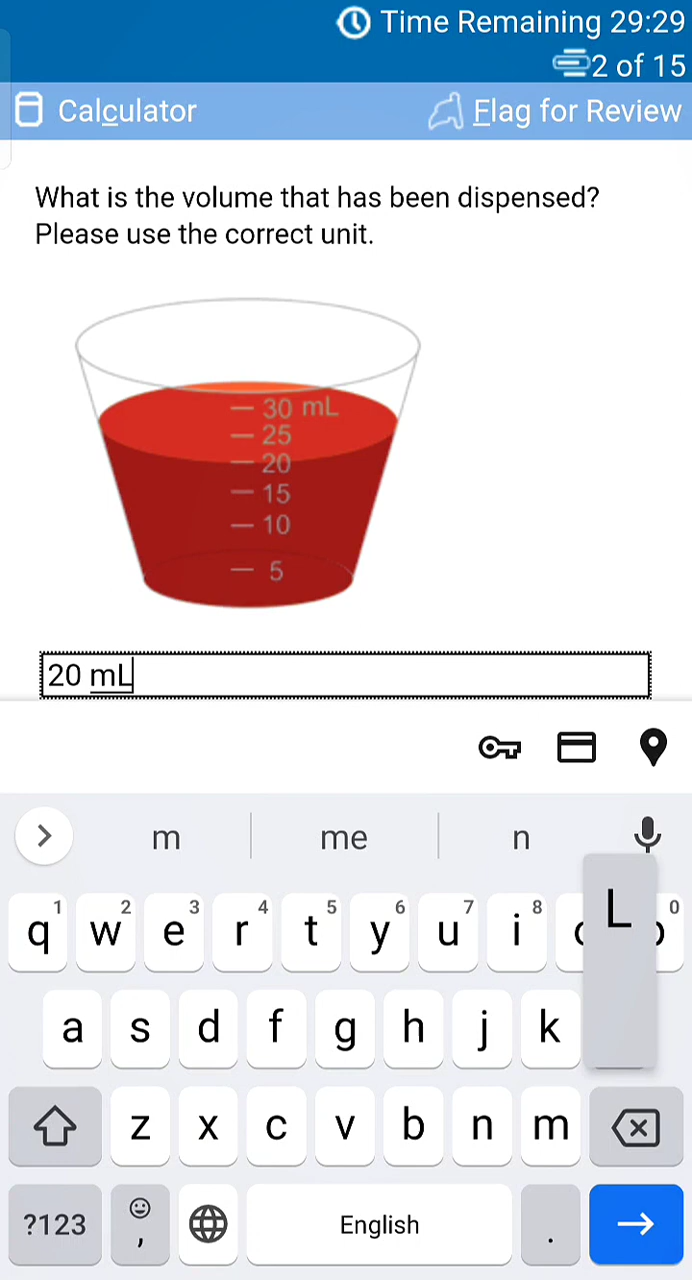 Time Remaining 29:29
2 of 15
Calculator
Flag for Review
What is the volume that has been dispensed?
Please use the correct unit.
30 mL
25
20
15
10
5
20 mL
m me n
1 2 3 4 5 6 7 8 0
q w e r t y u i L
a s d f g h j k
z x c v b n m
?123 , English .